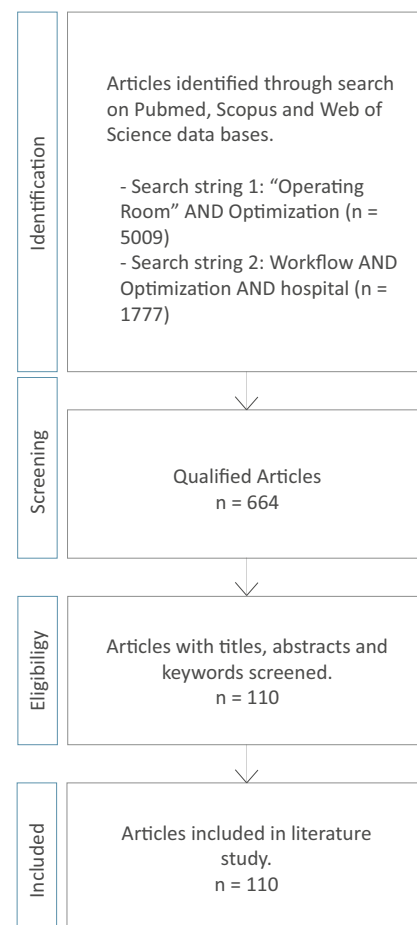 Identification
Articles identified through search
on Pubmed, Scopus and Web of
Science data bases.
- Search string 1: “Operating
Room” AND Optimization (n =
5009)
- Search string 2: Workflow AND
Optimization AND hospital (n =
1777)
Screening
Qualified Articles
n = 664
Eligibiligy
Articles with titles, abstracts and
keywords screened.
n = 110
Included
Articles included in literature
study.
n = 110